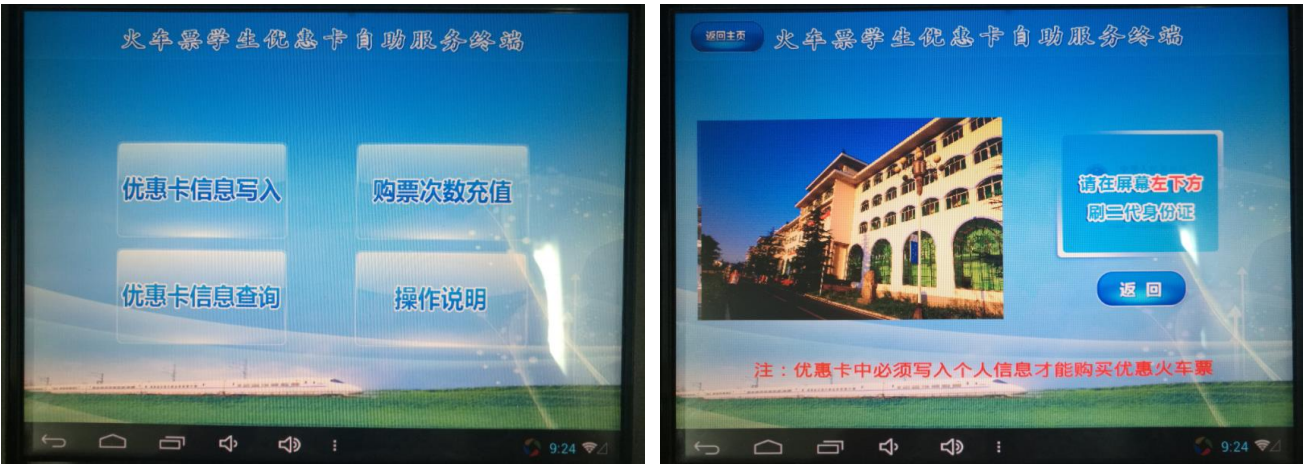 火车票学生优惠卡自助服务终端
优惠卡信息写入
购票次数充值
优惠卡信息查询
操作说明
9:24
返回主页
火车票学生优惠卡自助服务终端
请在屏幕左下方
刷二代身份证
返回
注：优惠卡中必须写入个人信息才能购买优惠火车票
9:24